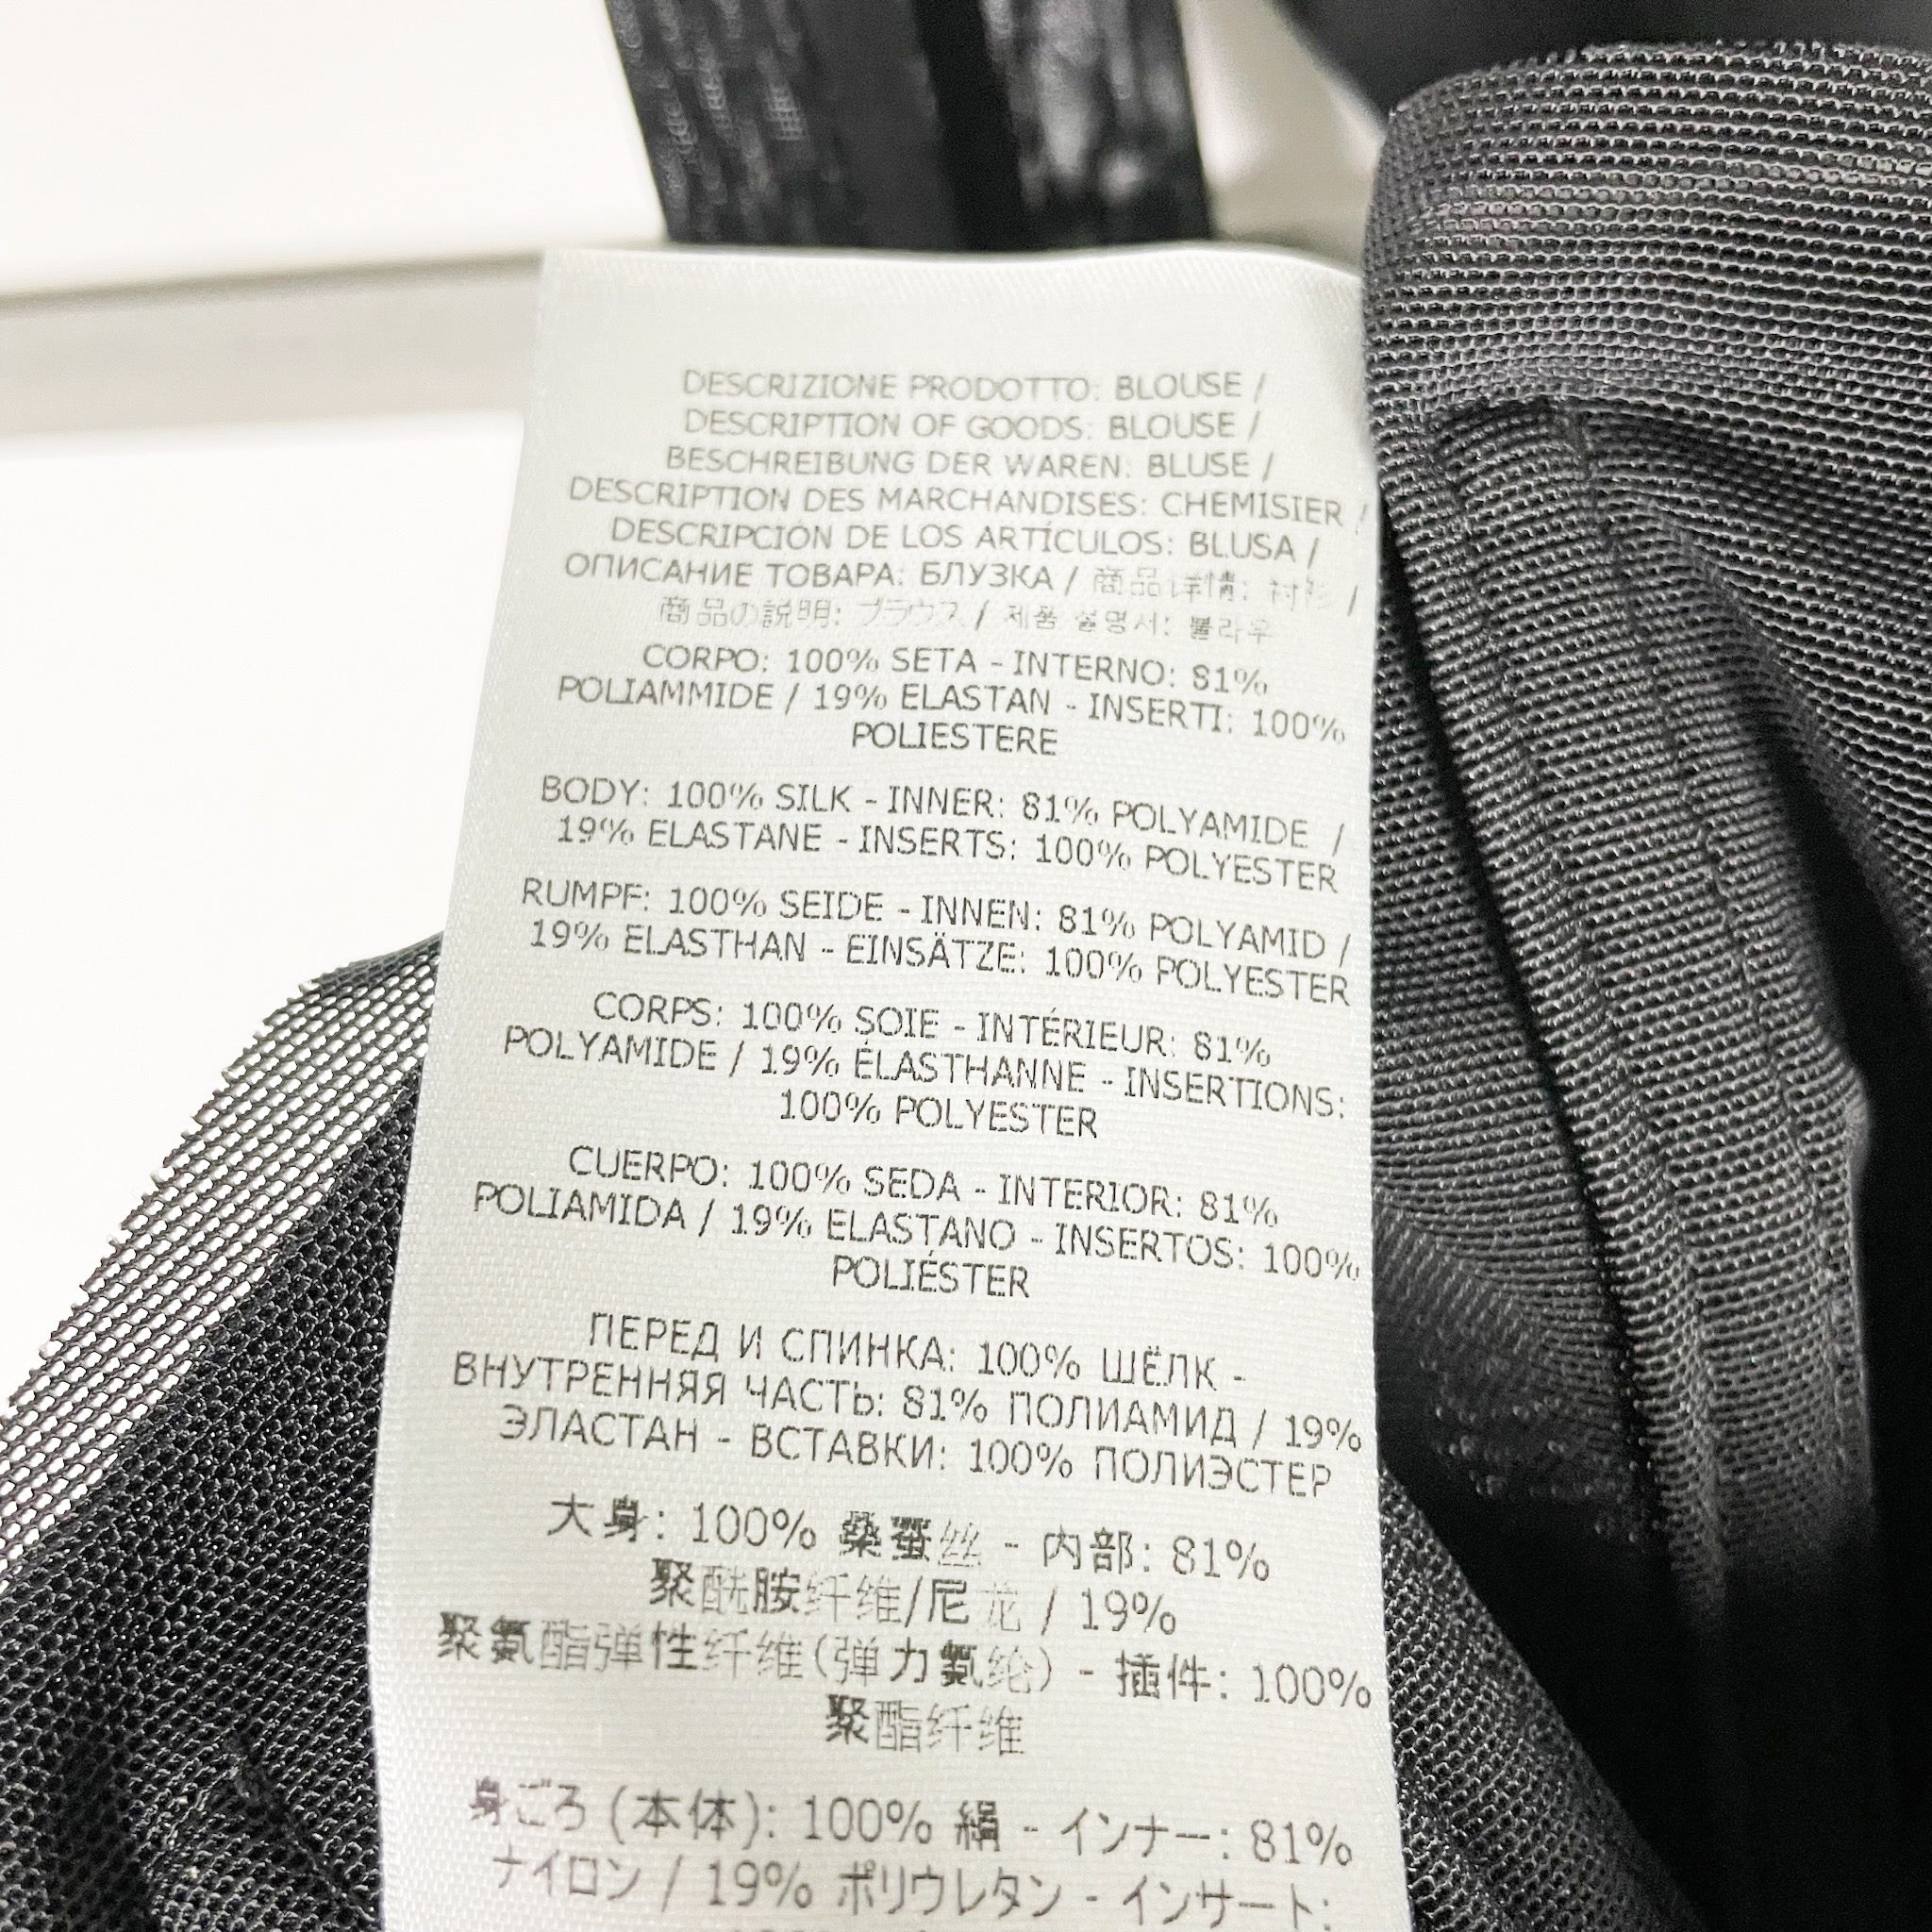 DESCRIZIONE PRODOTTO: BLOUSE /
DESCRIPTION OF GOODS: BLOUSE /
BESCHREIBUNG DER WAREN: BLUSE /
DESCRIPTION DES MARCHANDISES: CHEMISIER /
DESCRIPCIÓN DE LOS ARTÍCULOS: BLUSA /
ОПИСАНИЕ ТОВАРА: БЛУЗКА / 商品详情: 衬衫 /
商品の説明: ブラウス / 제품 설명서: 블라우
CORPO: 100% SETA - INTERNO: 81%
POLIAMMIDE / 19% ELASTAN - INSERTI: 100%
POLIESTERE
BODY: 100% SILK - INNER: 81% POLYAMIDE /
19% ELASTANE - INSERTS: 100% POLYESTER
RUMPF: 100% SEIDE - INNEN: 81% POLYAMID /
19% ELASTHAN - EINSÄTZE: 100% POLYESTER
CORPS: 100% SOIE - INTÉRIEUR: 81%
POLYAMIDE / 19% ÉLASTHANNE - INSERTIONS:
100% POLYESTER
CUERPO: 100% SEDA - INTERIOR: 81%
POLIAMIDA / 19% ELASTANO - INSERTOS: 100%
POLIÉSTER
ПЕРЕД И СПИНКА: 100% ШЁЛК -
ВНУТРЕННЯЯ ЧАСТЬ: 81% ПОЛИАМИД / 19%
ЭЛАСТАН - ВСТАВКИ: 100% ПОЛИЭСТЕР
大身: 100% 桑蚕丝 - 内部: 81%
聚酰胺纤维/尼龙 / 19%
聚氨酯弹性纤维(弹力氨纶) - 插件: 100%
聚酯纤维
身ごろ (本体): 100% 絹 - インナー: 81%
ナイロン / 19% ポリウレタン - インサート: